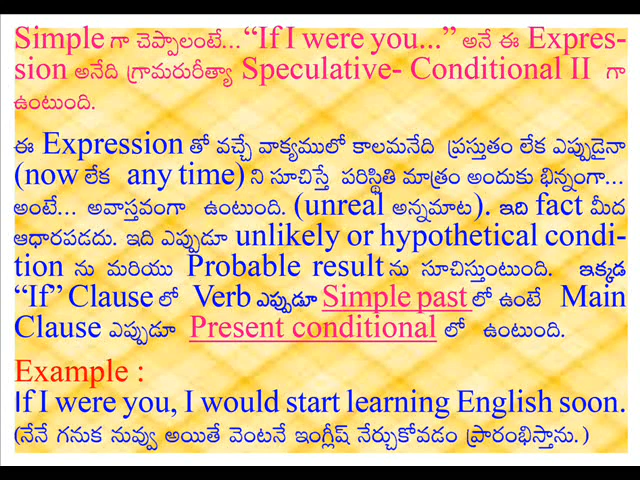 Simple గా చెప్పాలంటే...“If I were you...” అనే ఈ Expres-
sion అనేది గ్రామరురీత్యా Speculative- Conditional II గా
ఉంటుంది.
ఈ Expression తో వచ్చే వాక్యములో కాలమనేది ప్రస్తుతం లేక ఎప్పుడైనా
(now లేక any time) ని సూచిస్తే పరిస్థితి మాత్రం అందుకు భిన్నంగా...
అంటే... అవాస్తవంగా ఉంటుంది. (unreal అన్నమాట). ఇది fact మీద
ఆధారపడదు. ఇది ఎప్పుడూ unlikely or hypothetical condi-
tion ను మరియు Probable result ను సూచిస్తుంటుంది. ఇక్కడ
“If” Clause లో Verb ఎప్పుడూ Simple past లో ఉంటే Main
Clause ఎప్పుడూ Present conditional లో ఉంటుంది.
Example :
If I were you, I would start learning English soon.
(నేనే గనుక నువ్వు అయితే వెంటనే ఇంగ్లీష్ నేర్చుకోవడం ప్రారంభిస్తాను.)